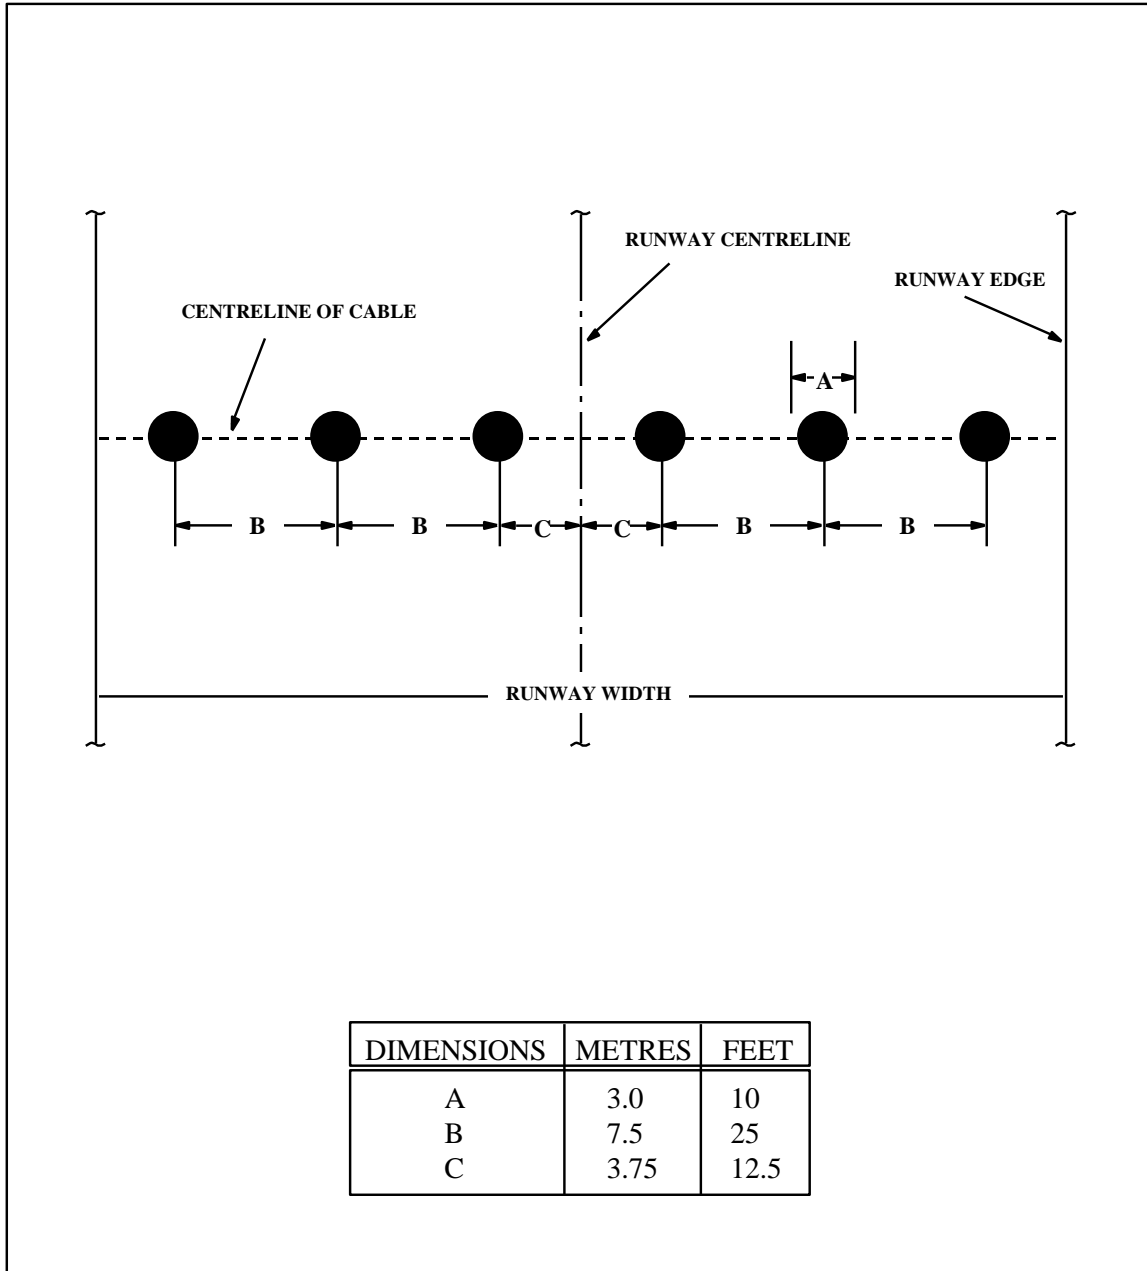 RUNWAY CENTRELINE
RUNWAY EDGE
CENTRELINE OF CABLE
A
B B C C B B
RUNWAY WIDTH
DIMENSIONS METRES FEET
A 3.0 10
B 7.5 25
C 3.75 12.5